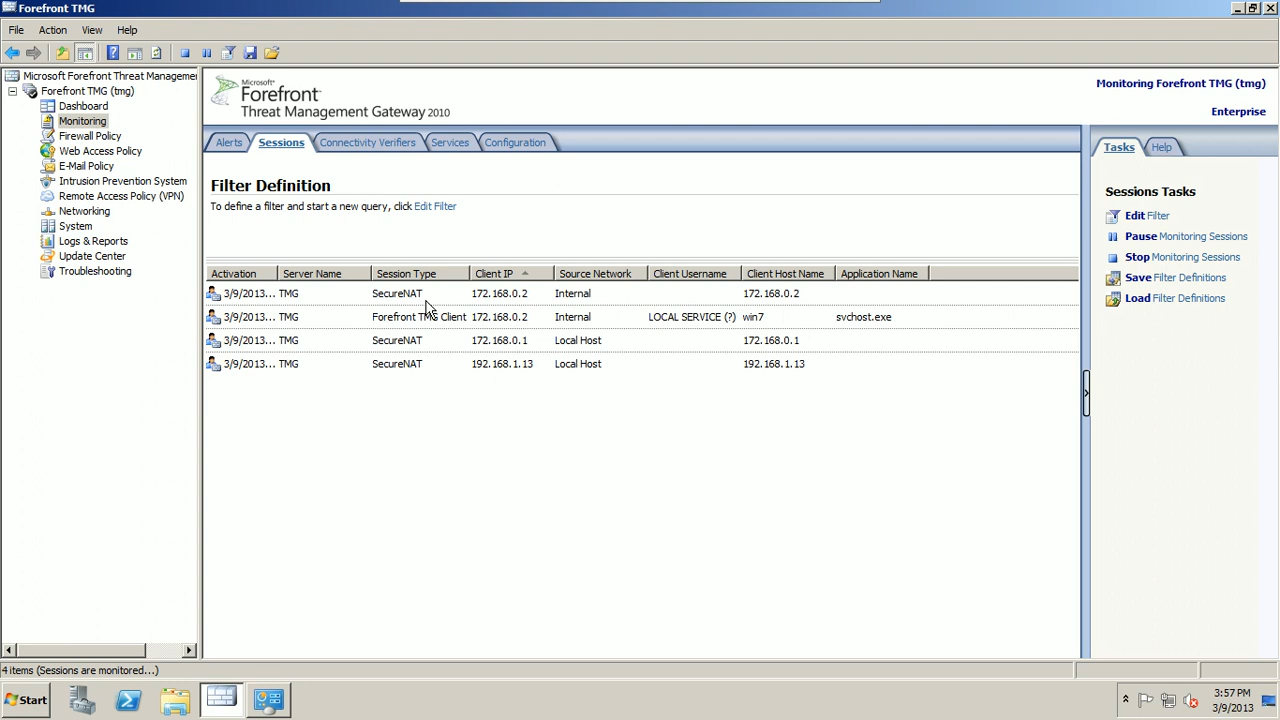 Forefront TMG
File Action View Help
Microsoft Forefront Threat Manageme
Forefront TMG (tmg)
Dashboard
Monitoring
Firewall Policy
Web Access Policy
E-Mail Policy
Intrusion Prevention System
Remote Access Policy (VPN)
Networking
System
Logs & Reports
Update Center
Troubleshooting
Microsoft®
Forefront™
Threat Management Gateway 2010
Monitoring Forefront TMG (tmg)
Enterprise
Alerts Sessions Connectivity Verifiers Services Configuration
Filter Definition
To define a filter and start a new query, click Edit Filter
Activation Server Name Session Type Client IP Source Network Client Username Client Host Name Application Name
3/9/2013... TMG SecureNAT 172.168.0.2 Internal 172.168.0.2
3/9/2013... TMG Forefront TMG Client 172.168.0.2 Internal LOCAL SERVICE (?) win7 svchost.exe
3/9/2013... TMG SecureNAT 172.168.0.1 Local Host 172.168.0.1
3/9/2013... TMG SecureNAT 192.168.1.13 Local Host 192.168.1.13
Tasks Help
Sessions Tasks
Edit Filter
Pause Monitoring Sessions
Stop Monitoring Sessions
Save Filter Definitions
Load Filter Definitions
4 items (Sessions are monitored...)
Start
3:57 PM
3/9/2013